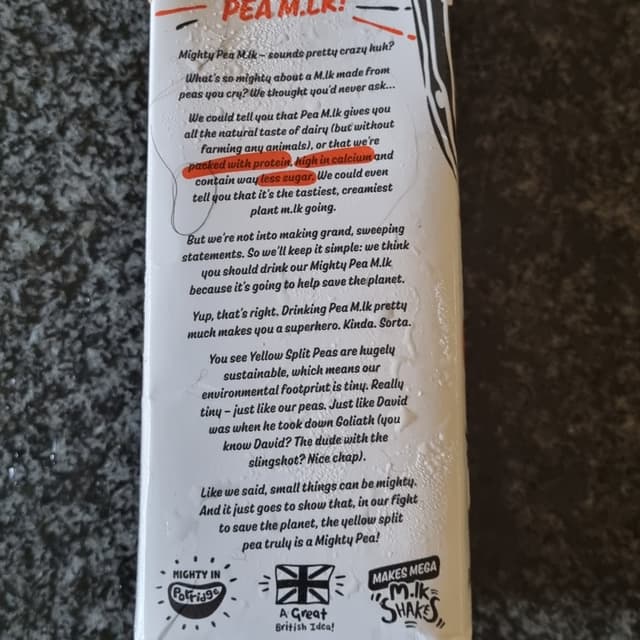 PEA M.LK!
Mighty Pea M.lk – sounds pretty crazy huh?
What's so mighty about a M.lk made from
peas you cry? We thought you'd never ask...
We could tell you that Pea M.lk gives you
all the natural taste of dairy (but without
farming any animals), or that we're
packed with protein, high in calcium and
contain way less sugar. We could even
tell you that it's the tastiest, creamiest
plant m.lk going.
But we're not into making grand, sweeping
statements. So we'll keep it simple: we think
you should drink our Mighty Pea M.lk
because it's going to help save the planet.
Yup, that's right. Drinking Pea M.lk pretty
much makes you a superhero. Kinda. Sorta.
You see Yellow Split Peas are hugely
sustainable, which means our
environmental footprint is tiny. Really
tiny – just like our peas. Just like David
was when he took down Goliath (you
know David? The dude with the
slingshot? Nice chap).
Like we said, small things can be mighty.
And it just goes to show that, in our fight
to save the planet, the yellow split
pea truly is a Mighty Pea!
MIGHTY IN
Porridge
A Great
British Idea!
MAKES MEGA
M.lk
SHAKES